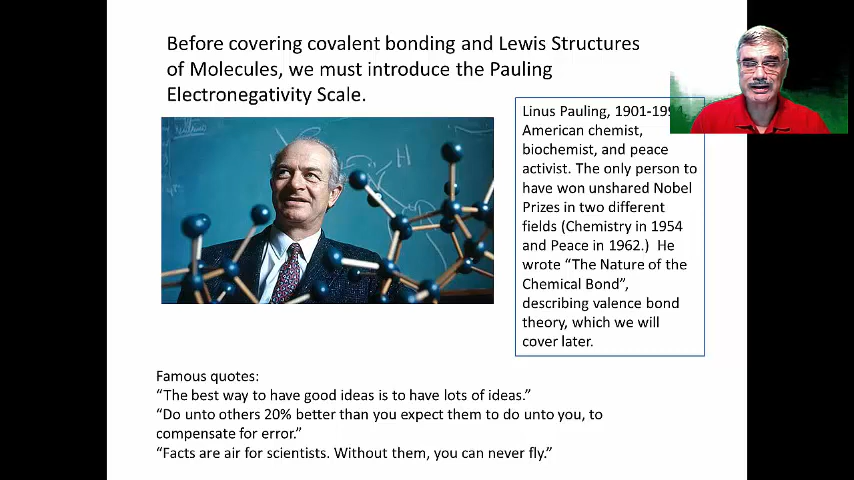 Before covering covalent bonding and Lewis Structures
of Molecules, we must introduce the Pauling
Electronegativity Scale.
Linus Pauling, 1901-199
American chemist,
biochemist, and peace
activist. The only person to
have won unshared Nobel
Prizes in two different
fields (Chemistry in 1954
and Peace in 1962.)  He
wrote “The Nature of the
Chemical Bond”,
describing valence bond
theory, which we will
cover later.
H
Famous quotes:
“The best way to have good ideas is to have lots of ideas.”
“Do unto others 20% better than you expect them to do unto you, to
compensate for error.”
“Facts are air for scientists. Without them, you can never fly.”